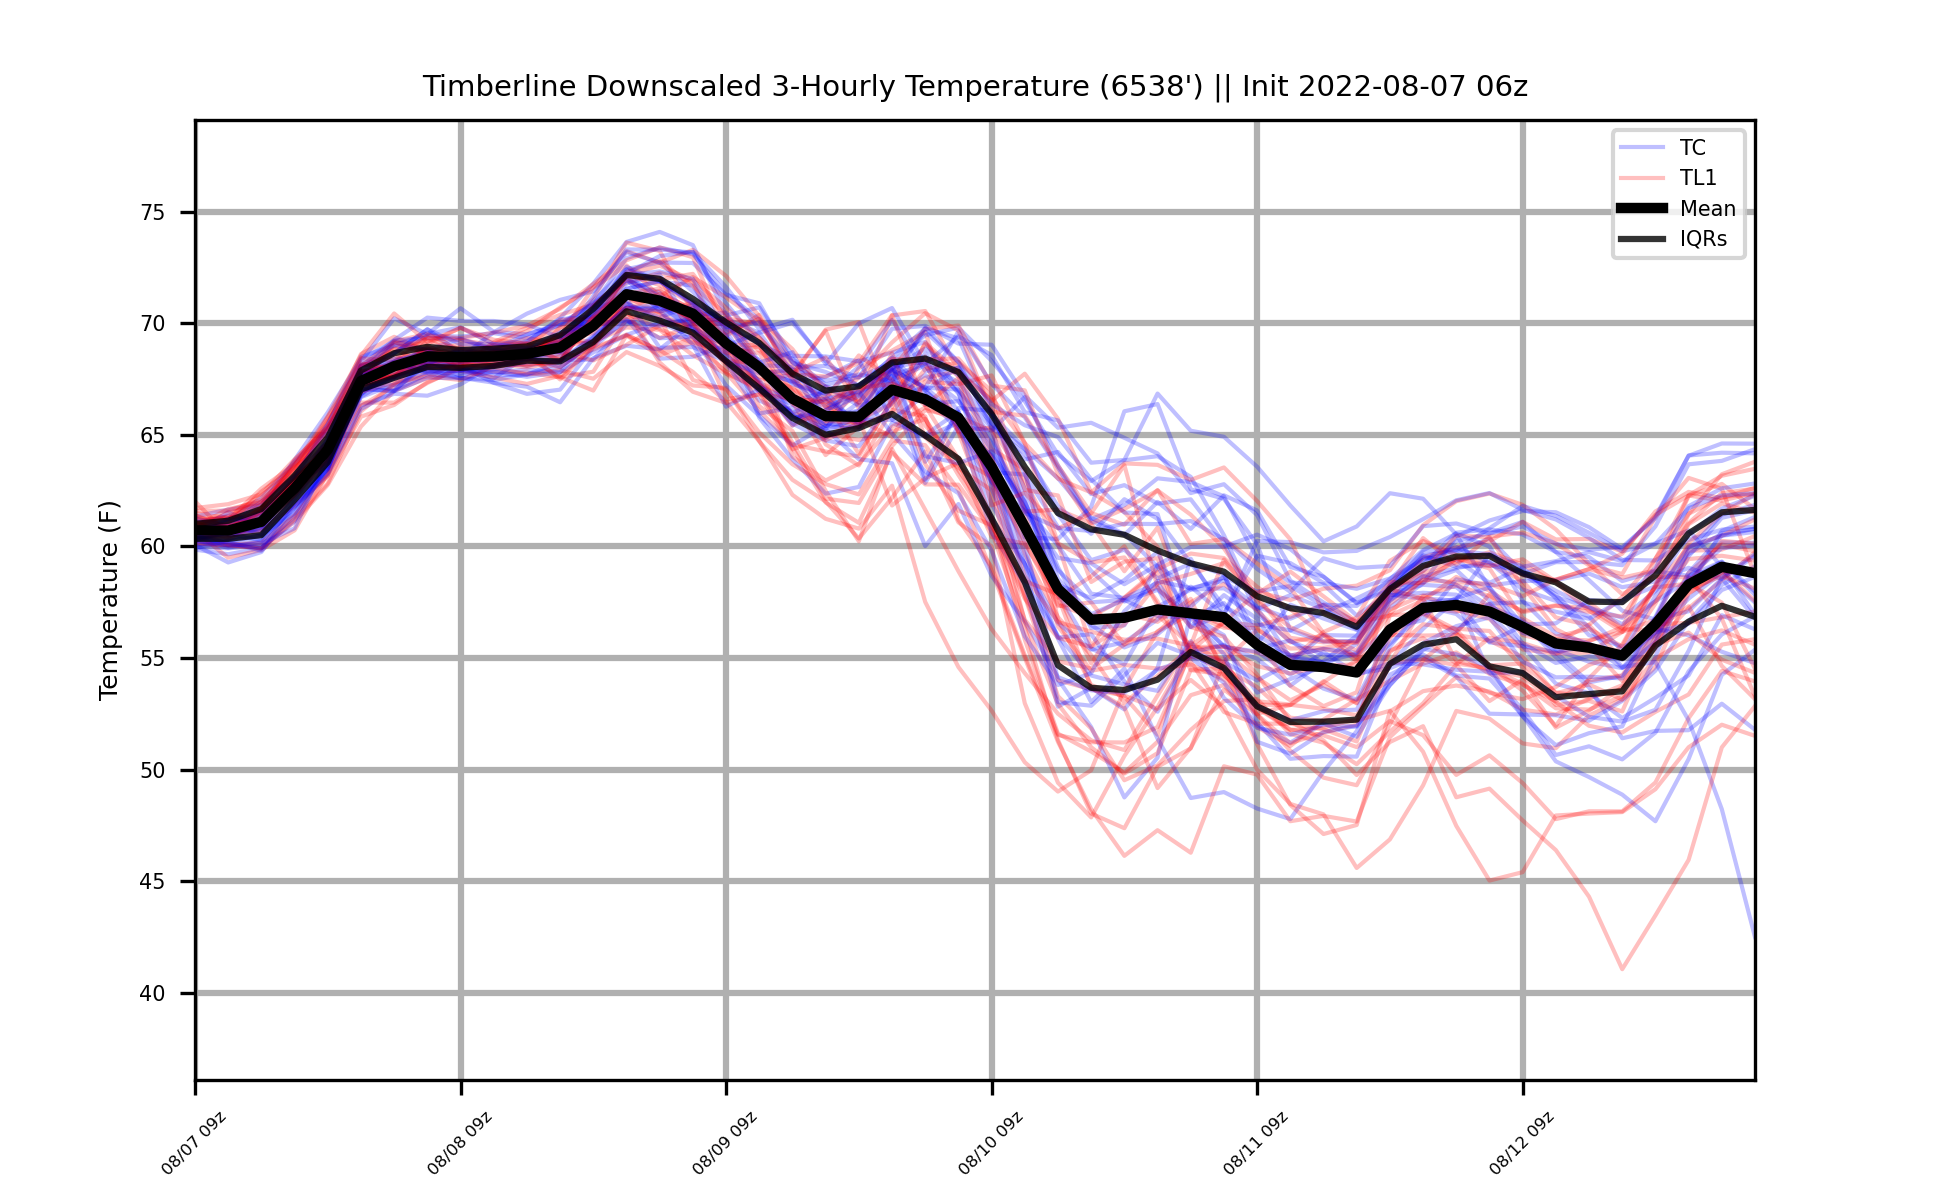 Timberline Downscaled 3-Hourly Temperature (6538') || Init 2022-08-07 06z
TC
TL1
Mean
IQRs
Temperature (F)
75
70
65
60
55
50
45
40
08/07 09z
08/08 09z
08/09 09z
08/10 09z
08/11 09z
08/12 09z